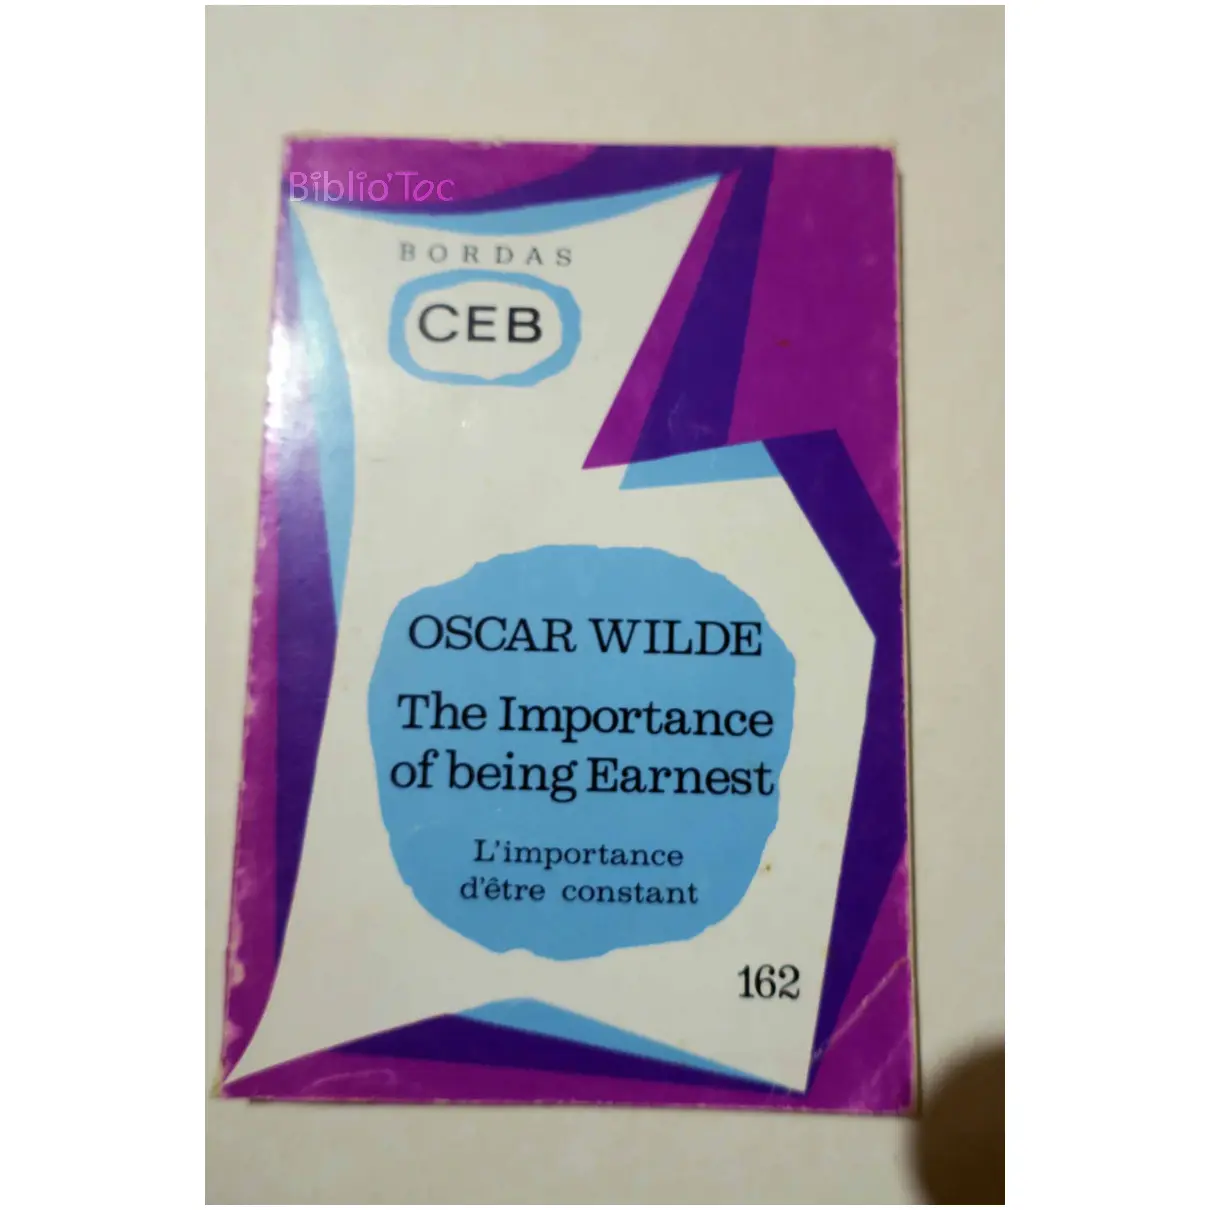 Biblio'Toc
BORDAS
CEB
OSCAR WILDE
The Importance
of being Earnest
L'importance
d'être constant
162